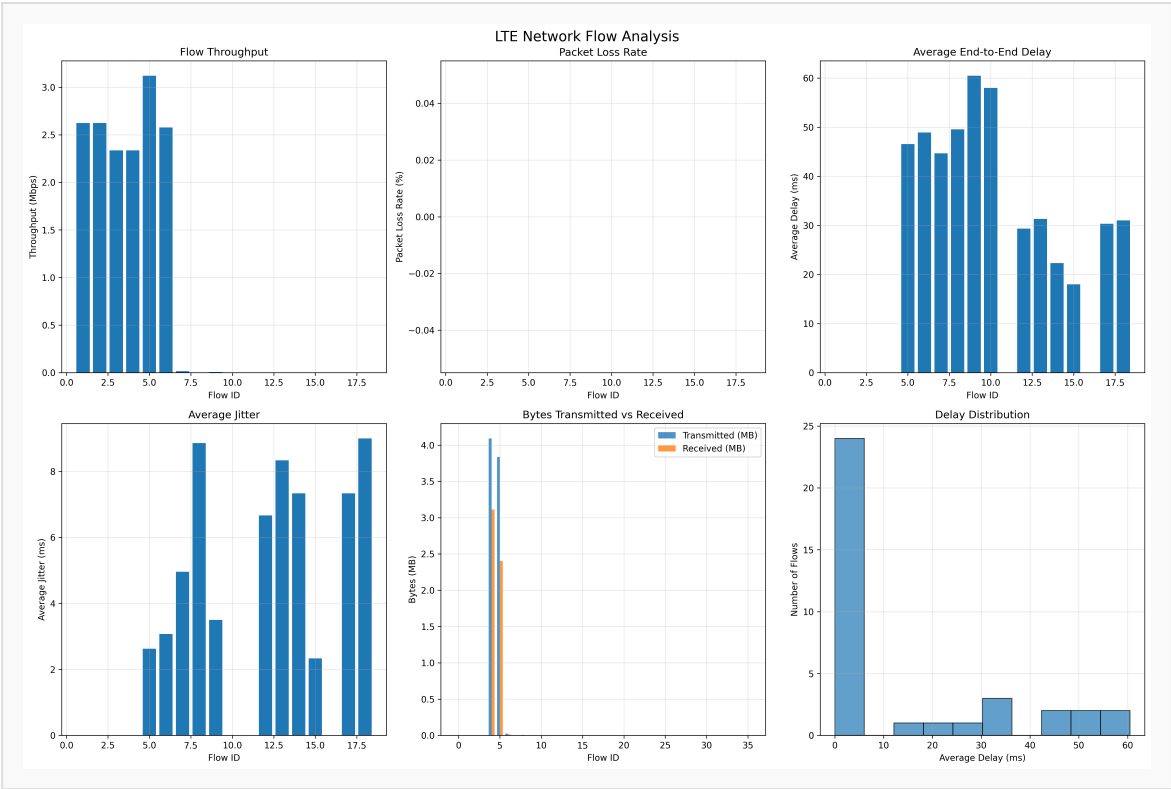 LTE Network Flow Analysis
Flow Throughput
Throughput (Mbps)
3.0
2.5
2.0
1.5
1.0
0.5
0.0
0.0 2.5 5.0 7.5 10.0 12.5 15.0 17.5
Flow ID
Packet Loss Rate
Packet Loss Rate (%)
0.04
0.02
0.00
−0.02
−0.04
0.0 2.5 5.0 7.5 10.0 12.5 15.0 17.5
Flow ID
Average End-to-End Delay
Average Delay (ms)
60
50
40
30
20
10
0
0.0 2.5 5.0 7.5 10.0 12.5 15.0 17.5
Flow ID
Average Jitter
Average Jitter (ms)
8
6
4
2
0
0.0 2.5 5.0 7.5 10.0 12.5 15.0 17.5
Flow ID
Bytes Transmitted vs Received
Transmitted (MB)
Received (MB)
Bytes (MB)
4.0
3.5
3.0
2.5
2.0
1.5
1.0
0.5
0.0
0 5 10 15 20 25 30 35
Flow ID
Delay Distribution
Number of Flows
25
20
15
10
5
0
0 10 20 30 40 50 60
Average Delay (ms)